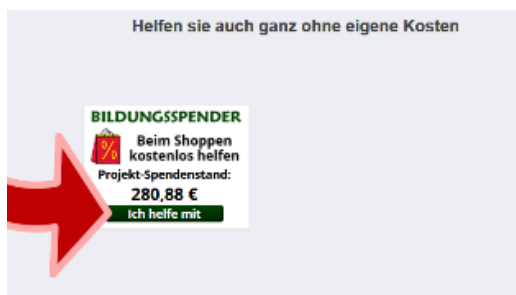 Helfen sie auch ganz ohne eigene Kosten
BILDUNGSSPENDER
%
Beim Shoppen
kostenlos helfen
Projekt-Spendenstand:
280,88 €
Ich helfe mit